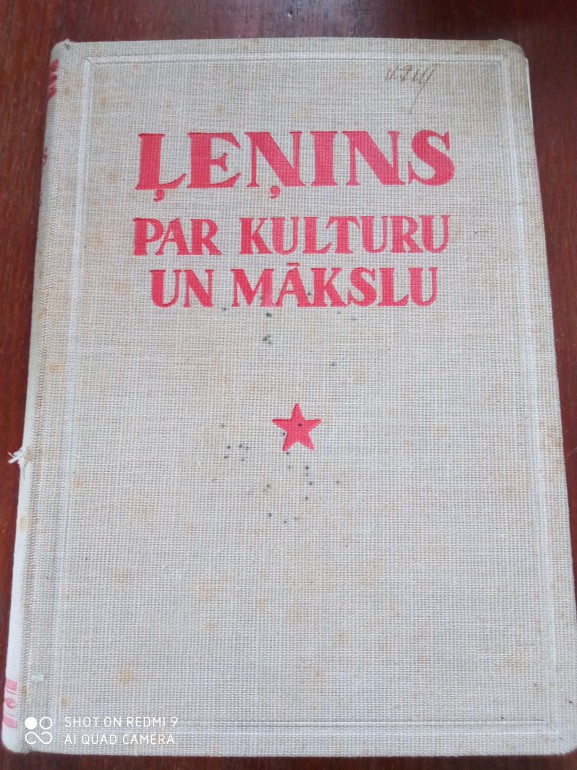 ĻEŅINS
PAR KULTURU
UN MĀKSLU
SHOT ON REDMI 9
AI QUAD CAMERA